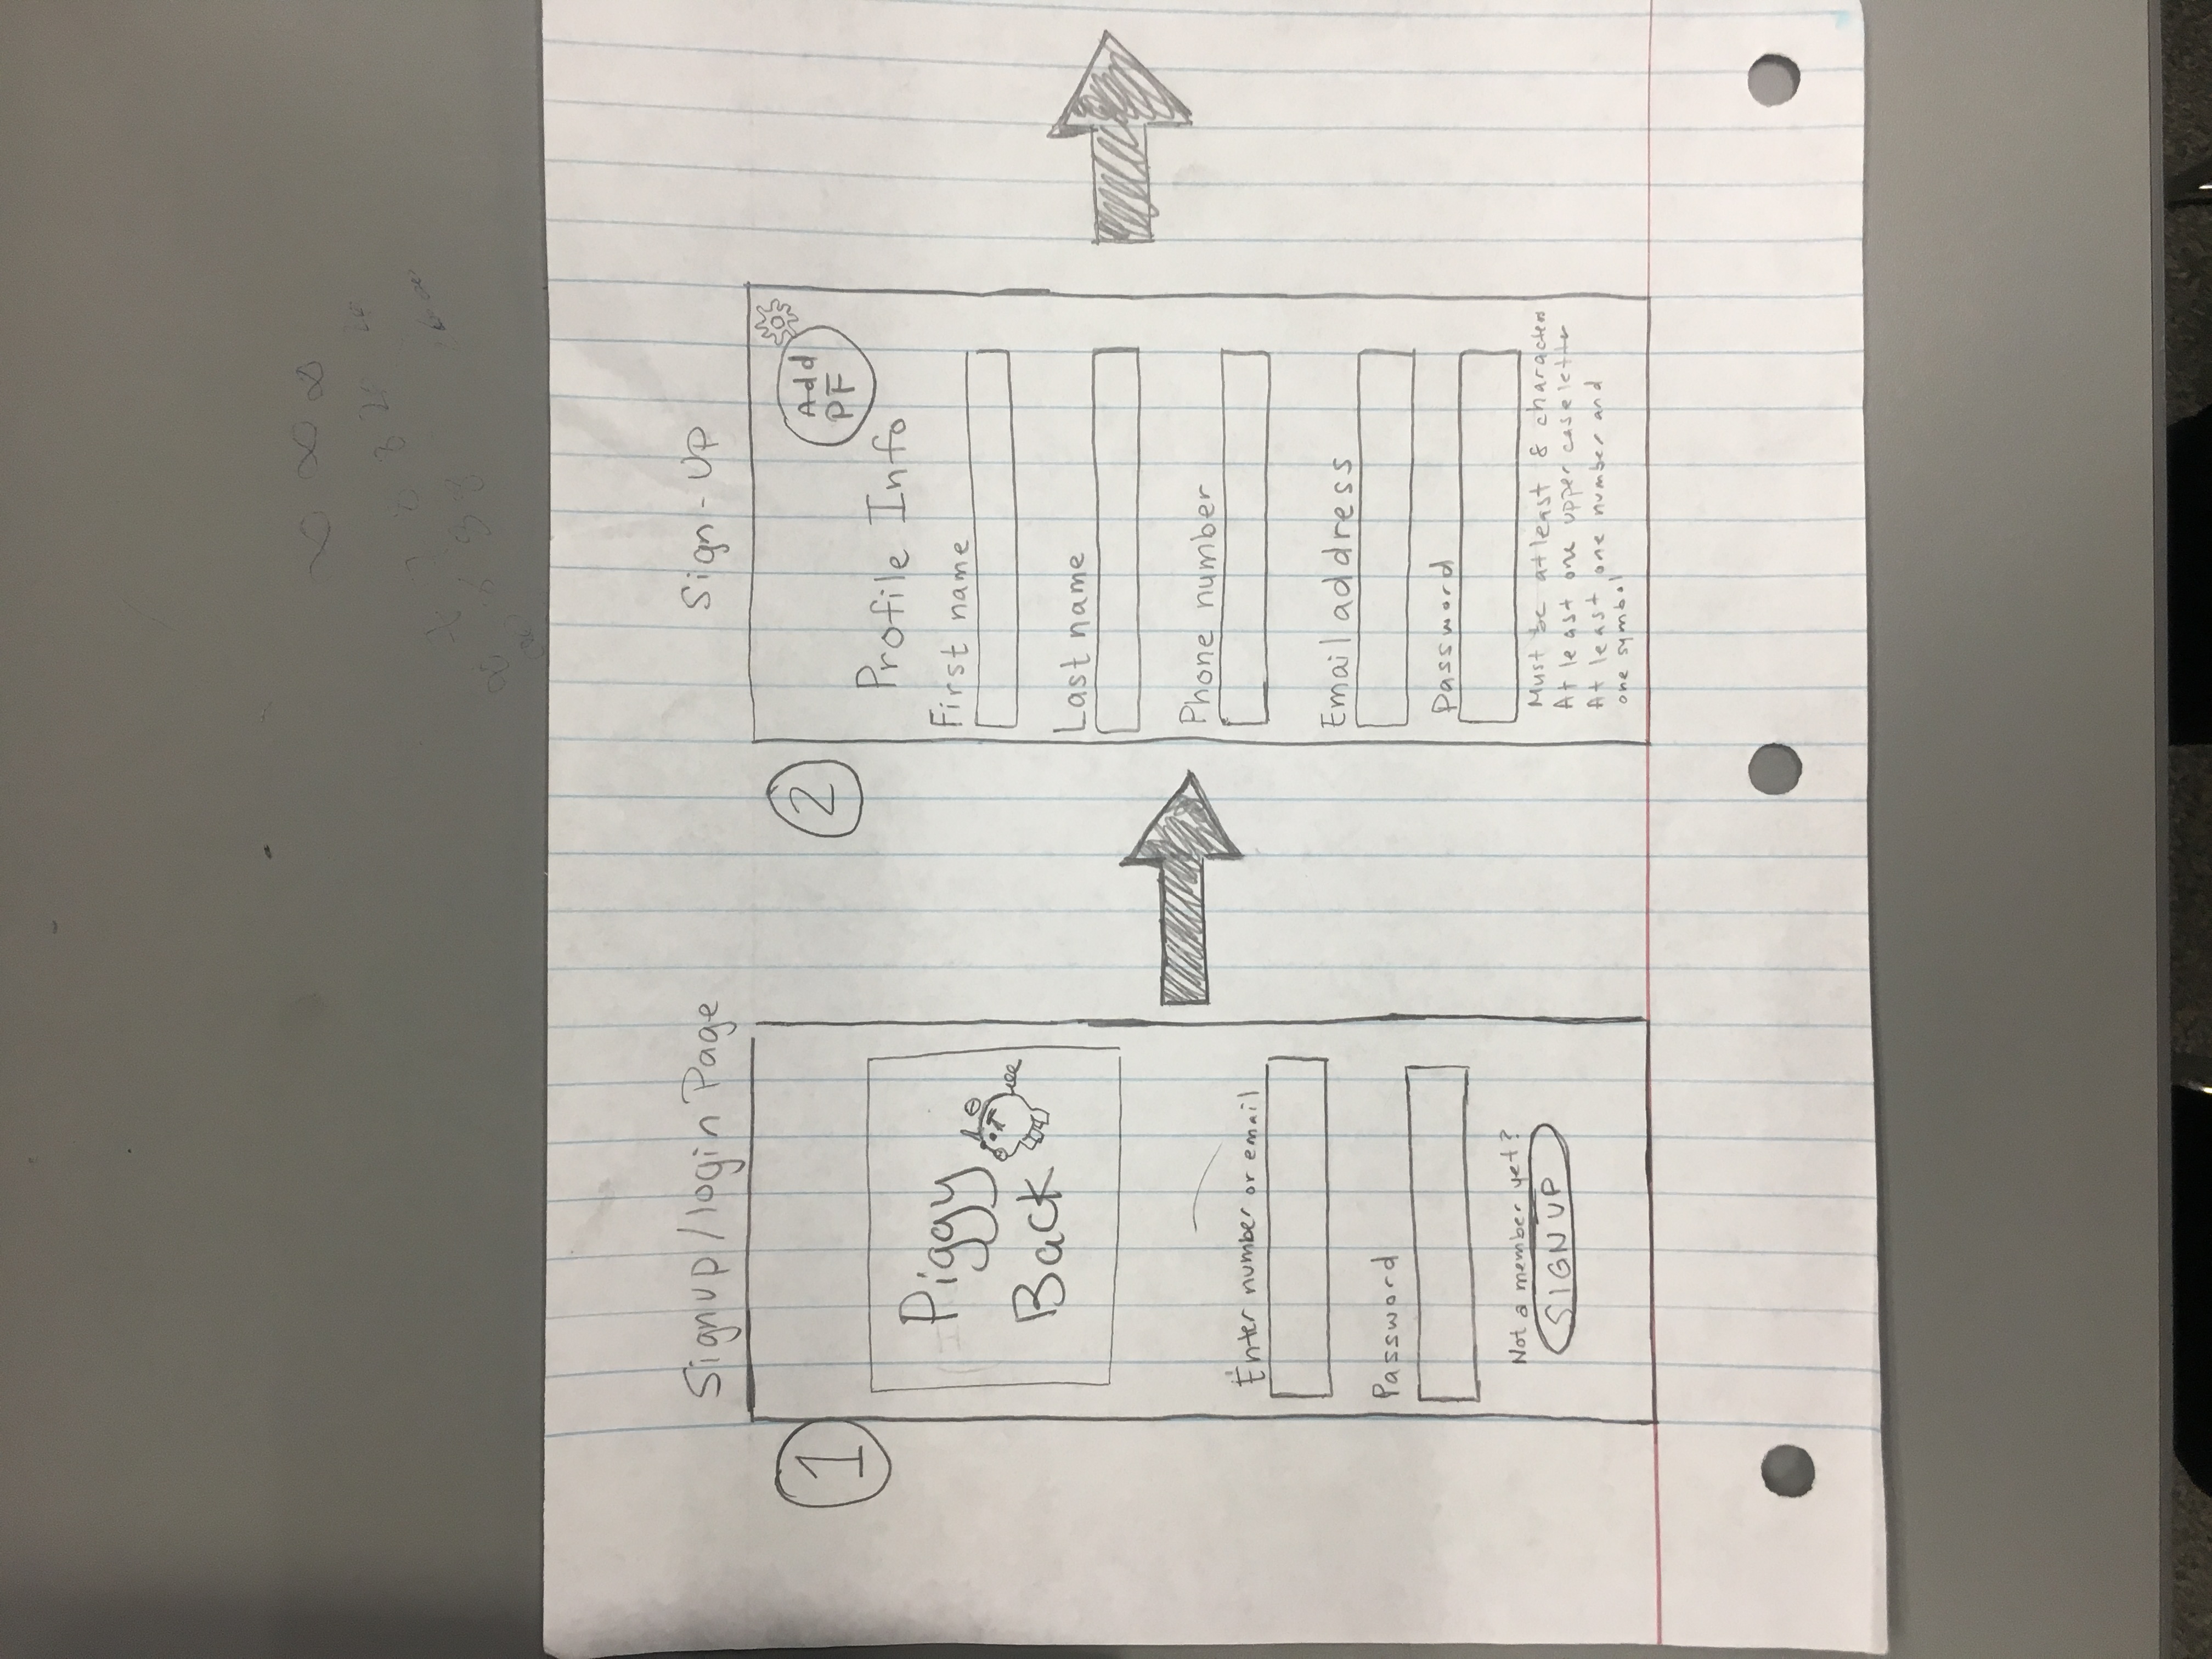 Signup/login Page
1
Piggy
Back
Enter number or email
Password
Not a member yet?
SIGN UP
Sign-Up
2
Add
PF
Profile Info
First name
Last name
Phone number
Email address
Password
Must be atleast 8 characters
At least one upper case letter
At least one number and
one symbol